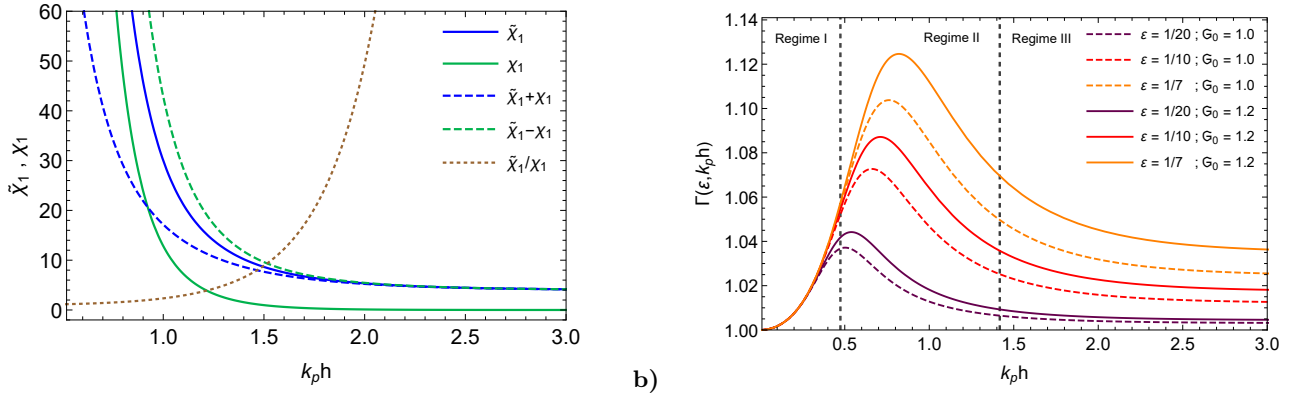 60
50
40
30
20
10
0
χ̃₁ , χ₁
χ̃₁
χ₁
χ̃₁+χ₁
χ̃₁−χ₁
χ̃₁/χ₁
1.0 1.5 2.0 2.5 3.0
kₚh
b)
1.14
1.12
1.10
1.08
1.06
1.04
1.02
1.00
Γ(ε,kₚh)
Regime I Regime II Regime III
ε = 1/20 ; G₀ = 1.0
ε = 1/10 ; G₀ = 1.0
ε = 1/7 ; G₀ = 1.0
ε = 1/20 ; G₀ = 1.2
ε = 1/10 ; G₀ = 1.2
ε = 1/7 ; G₀ = 1.2
0.5 1.0 1.5 2.0 2.5 3.0
kₚh